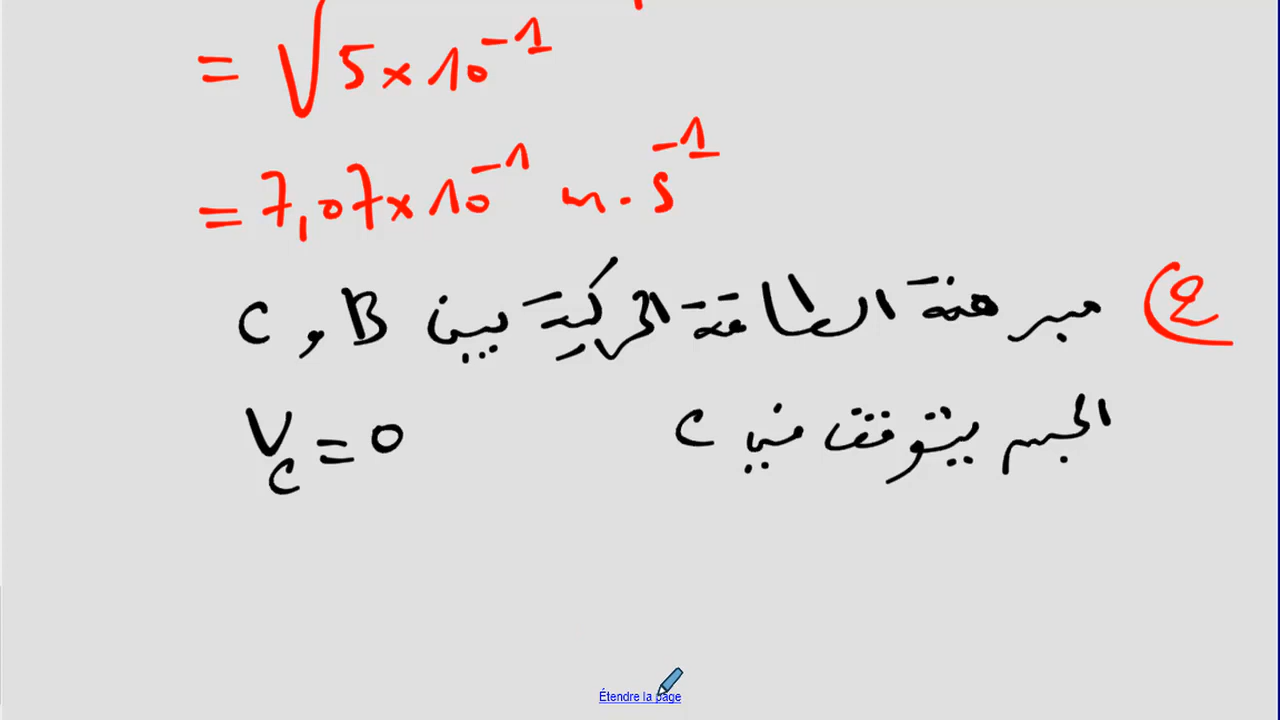 = √5×10⁻¹
= 7,07×10⁻¹ m.s⁻¹
4) مبرهنة الطاقة الحركية بين B و C
الجسم يتوقف في C V_C = 0
Étendre la page